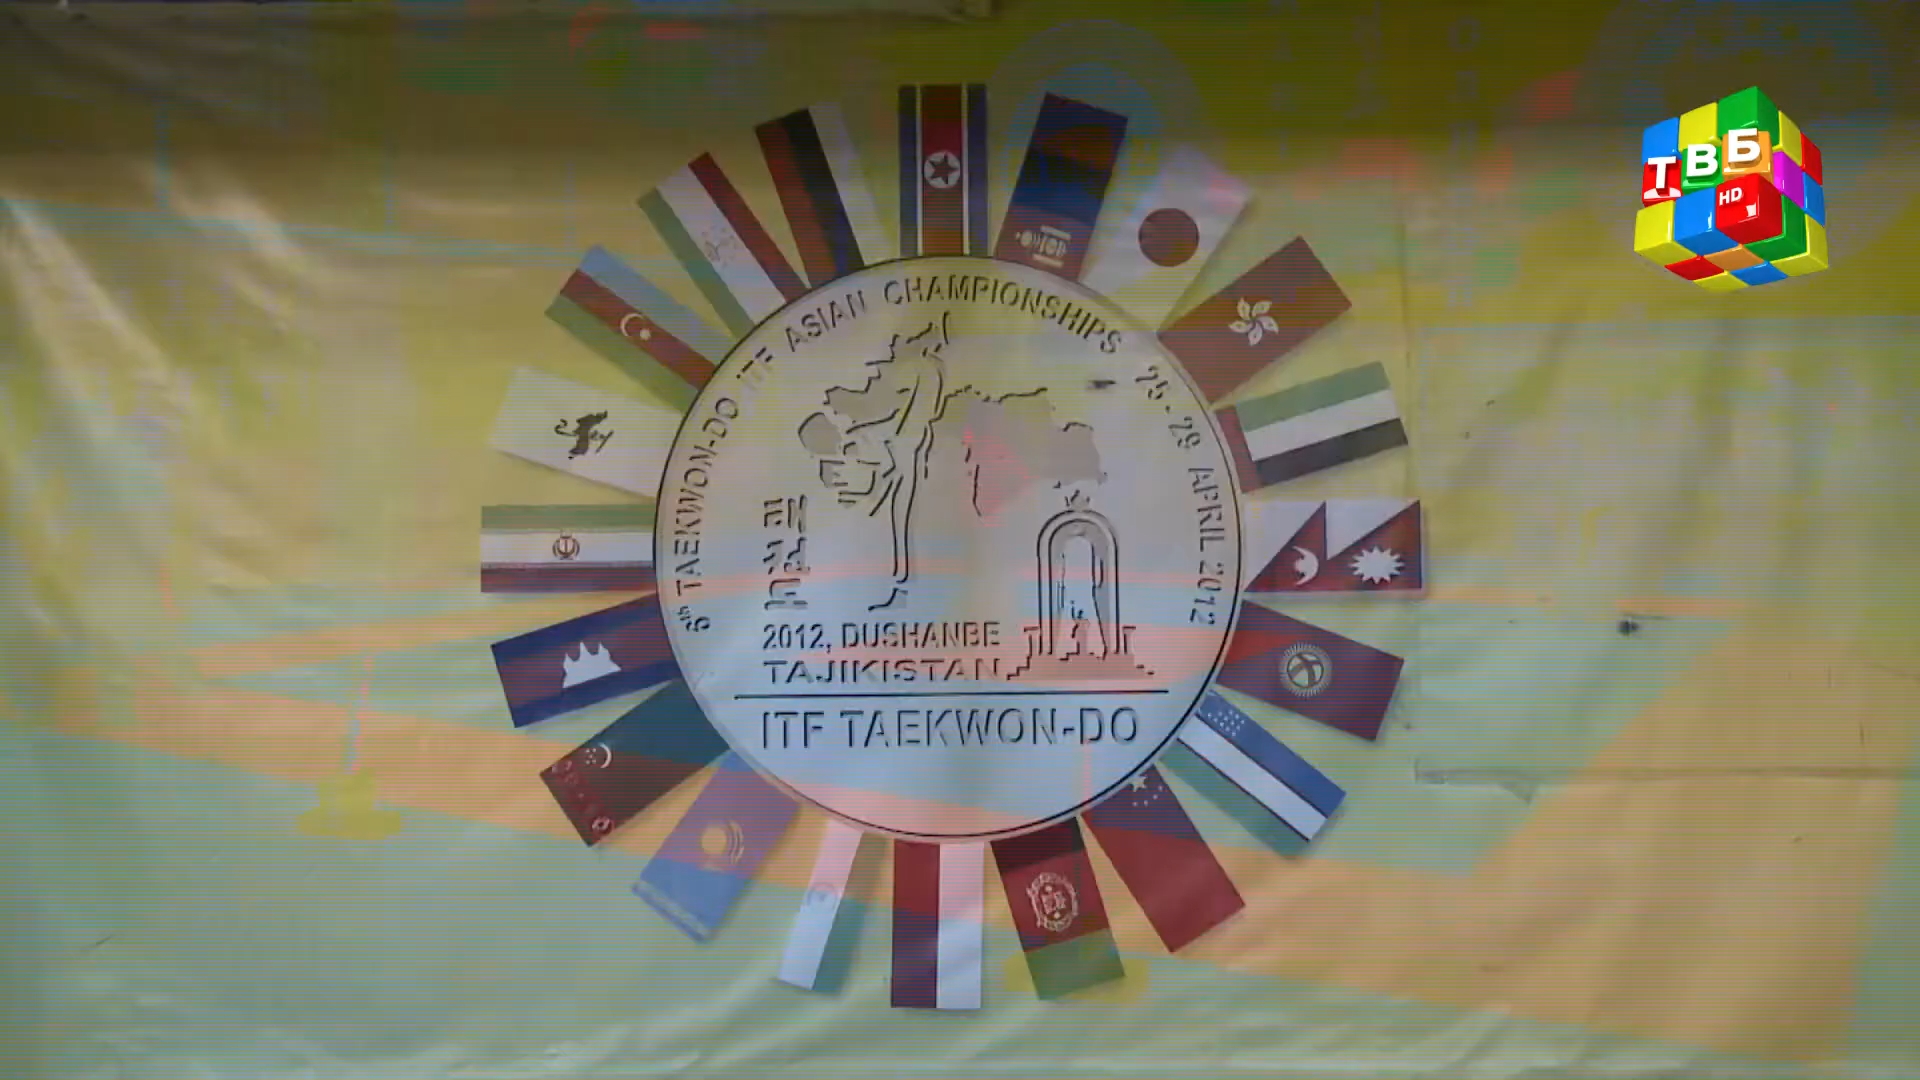 5th TAEKWON-DO ITF ASIAN CHAMPIONSHIPS 25-29 APRIL 2012
2012, DUSHANBE
TAJIKISTAN
ITF TAEKWON-DO
ТВБ
HD